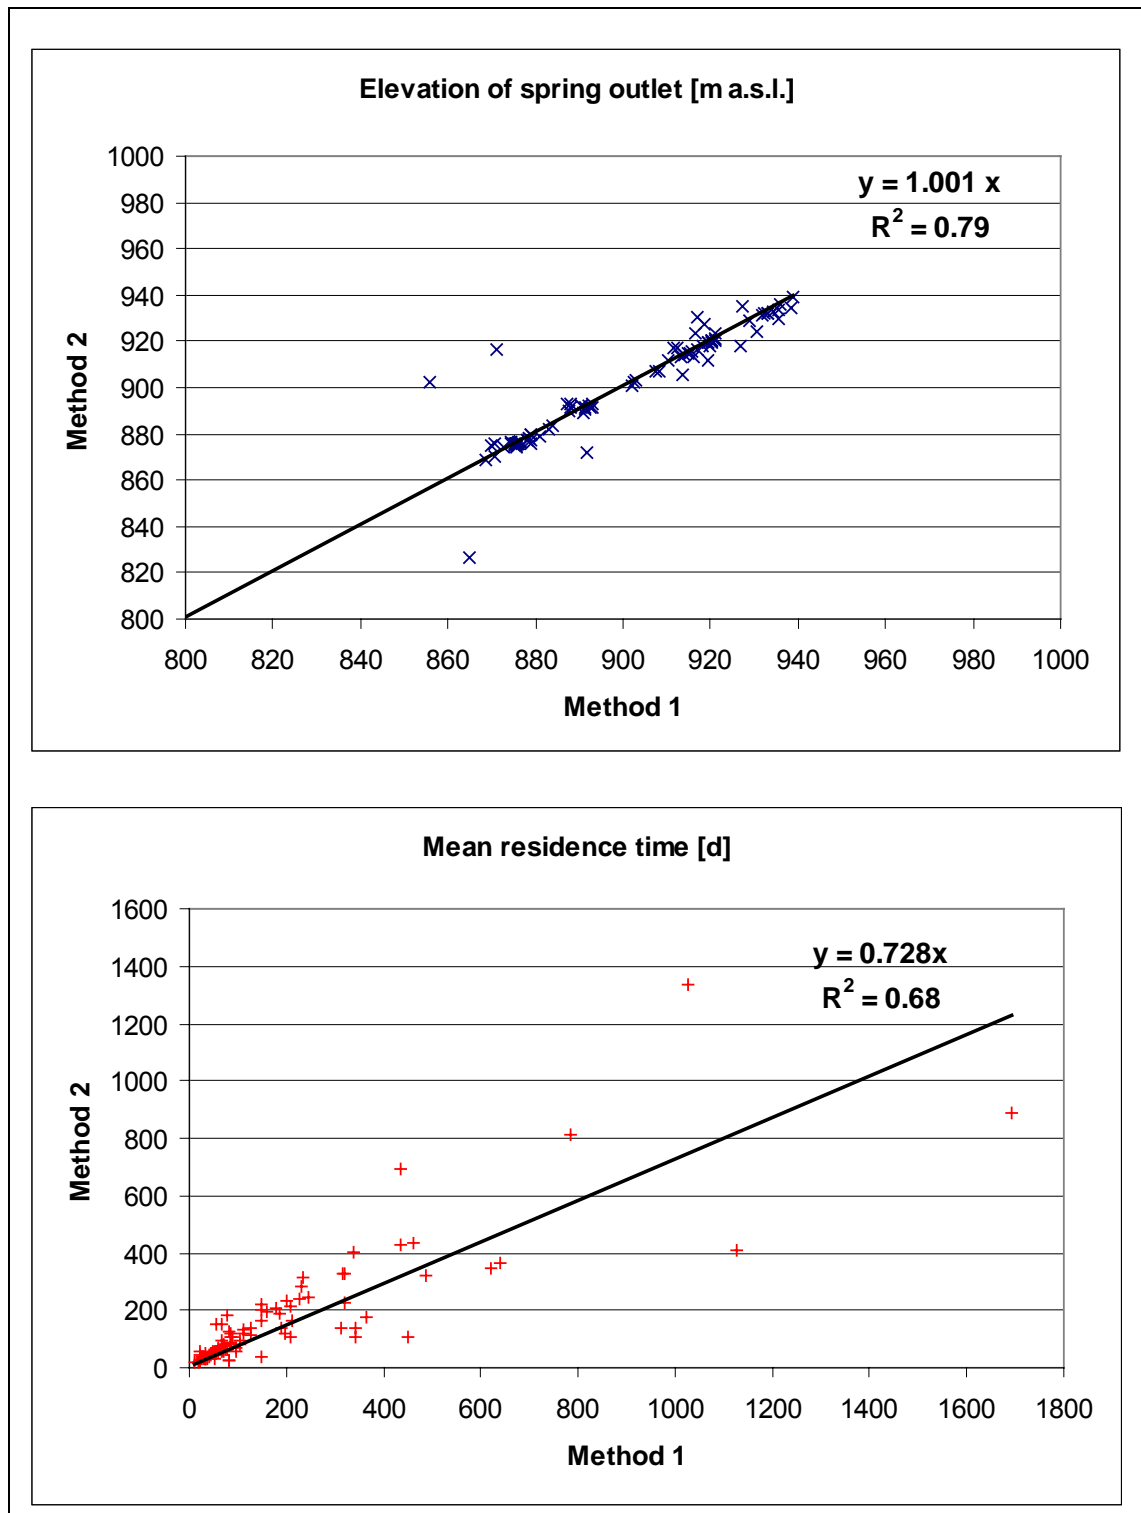 Elevation of spring outlet [m a.s.l.]
1000
980
960
940
920
900
880
860
840
820
800
Method 2
y = 1.001 x
R² = 0.79
800 820 840 860 880 900 920 940 960 980 1000
Method 1
Mean residence time [d]
1600
1400
1200
1000
800
600
400
200
0
Method 2
y = 0.728x
R² = 0.68
0 200 400 600 800 1000 1200 1400 1600 1800
Method 1